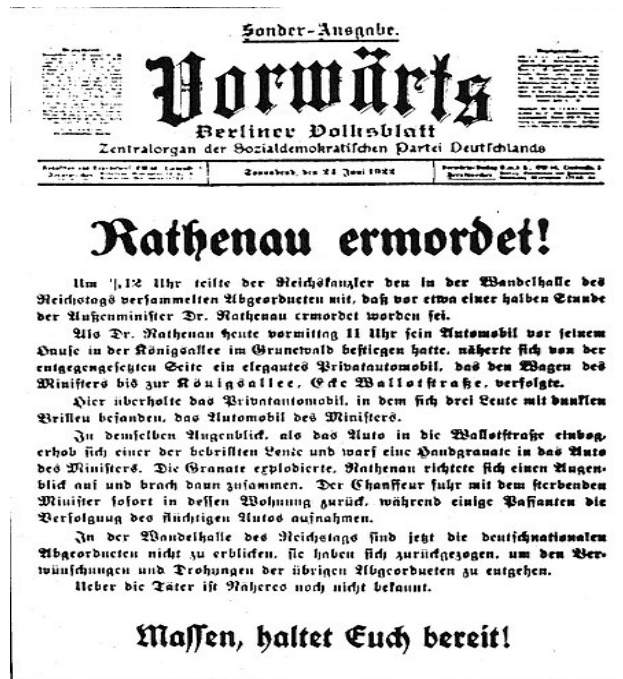 Sonder-Ausgabe.
Vorwärts
Berliner Volksblatt
Zentralorgan der Sozialdemokratischen Partei Deutschlands
Sonnabend, den 24 Juni 1922
Rathenau ermordet!
Um ½12 Uhr teilte der Reichskanzler den in der Wandelhalle des
Reichstags versammelten Abgeordneten mit, daß vor etwa einer halben Stunde
der Außenminister Dr. Rathenau ermordet worden sei.
Als Dr. Rathenau heute vormittag 11 Uhr sein Automobil vor seinem
Hause in der Königsallee im Grunewald bestiegen hatte, näherte sich von der
entgegengesetzten Seite ein elegantes Privatautomobil, das den Wagen des
Ministers bis zur Königsallee, Ecke Wallotstraße, verfolgte.
Hier überholte das Privatautomobil, in dem sich drei Leute mit dunklen
Brillen befanden, das Automobil des Ministers.
In demselben Augenblick, als das Auto in die Wallotstraße einbog,
erhob sich einer der bebrillten Leute und warf eine Handgranate in das Auto
des Ministers. Die Granate explodierte, Rathenau richtete sich einen Augen-
blick auf und brach dann zusammen. Der Chauffeur fuhr mit dem sterbenden
Minister sofort in dessen Wohnung zurück, während einige Passanten die
Verfolgung des flüchtigen Autos aufnahmen.
In der Wandelhalle des Reichstags sind jetzt die deutschnationalen
Abgeordneten nicht zu erblicken, sie haben sich zurückgezogen, um den Ver-
wünschungen und Drohungen der übrigen Abgeordneten zu entgehen.
Ueber die Täter ist Näheres noch nicht bekannt.
Massen, haltet Euch bereit!